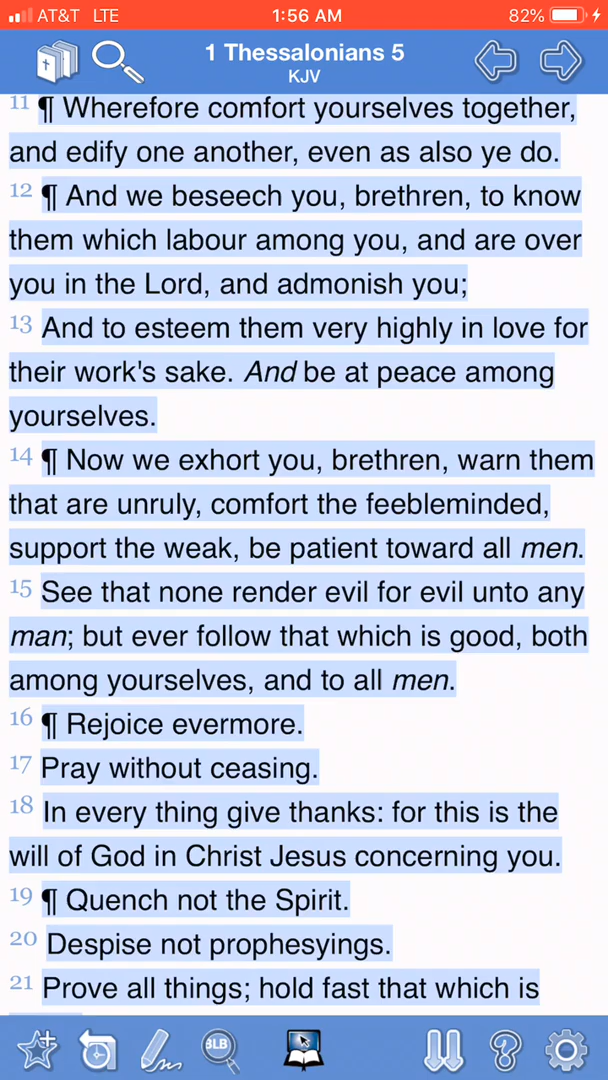 AT&T LTE 1:56 AM 82%
1 Thessalonians 5
KJV
11 ¶ Wherefore comfort yourselves together,
and edify one another, even as also ye do.
12 ¶ And we beseech you, brethren, to know
them which labour among you, and are over
you in the Lord, and admonish you;
13 And to esteem them very highly in love for
their work's sake. And be at peace among
yourselves.
14 ¶ Now we exhort you, brethren, warn them
that are unruly, comfort the feebleminded,
support the weak, be patient toward all men.
15 See that none render evil for evil unto any
man; but ever follow that which is good, both
among yourselves, and to all men.
16 ¶ Rejoice evermore.
17 Pray without ceasing.
18 In every thing give thanks: for this is the
will of God in Christ Jesus concerning you.
19 ¶ Quench not the Spirit.
20 Despise not prophesyings.
21 Prove all things; hold fast that which is
BLB